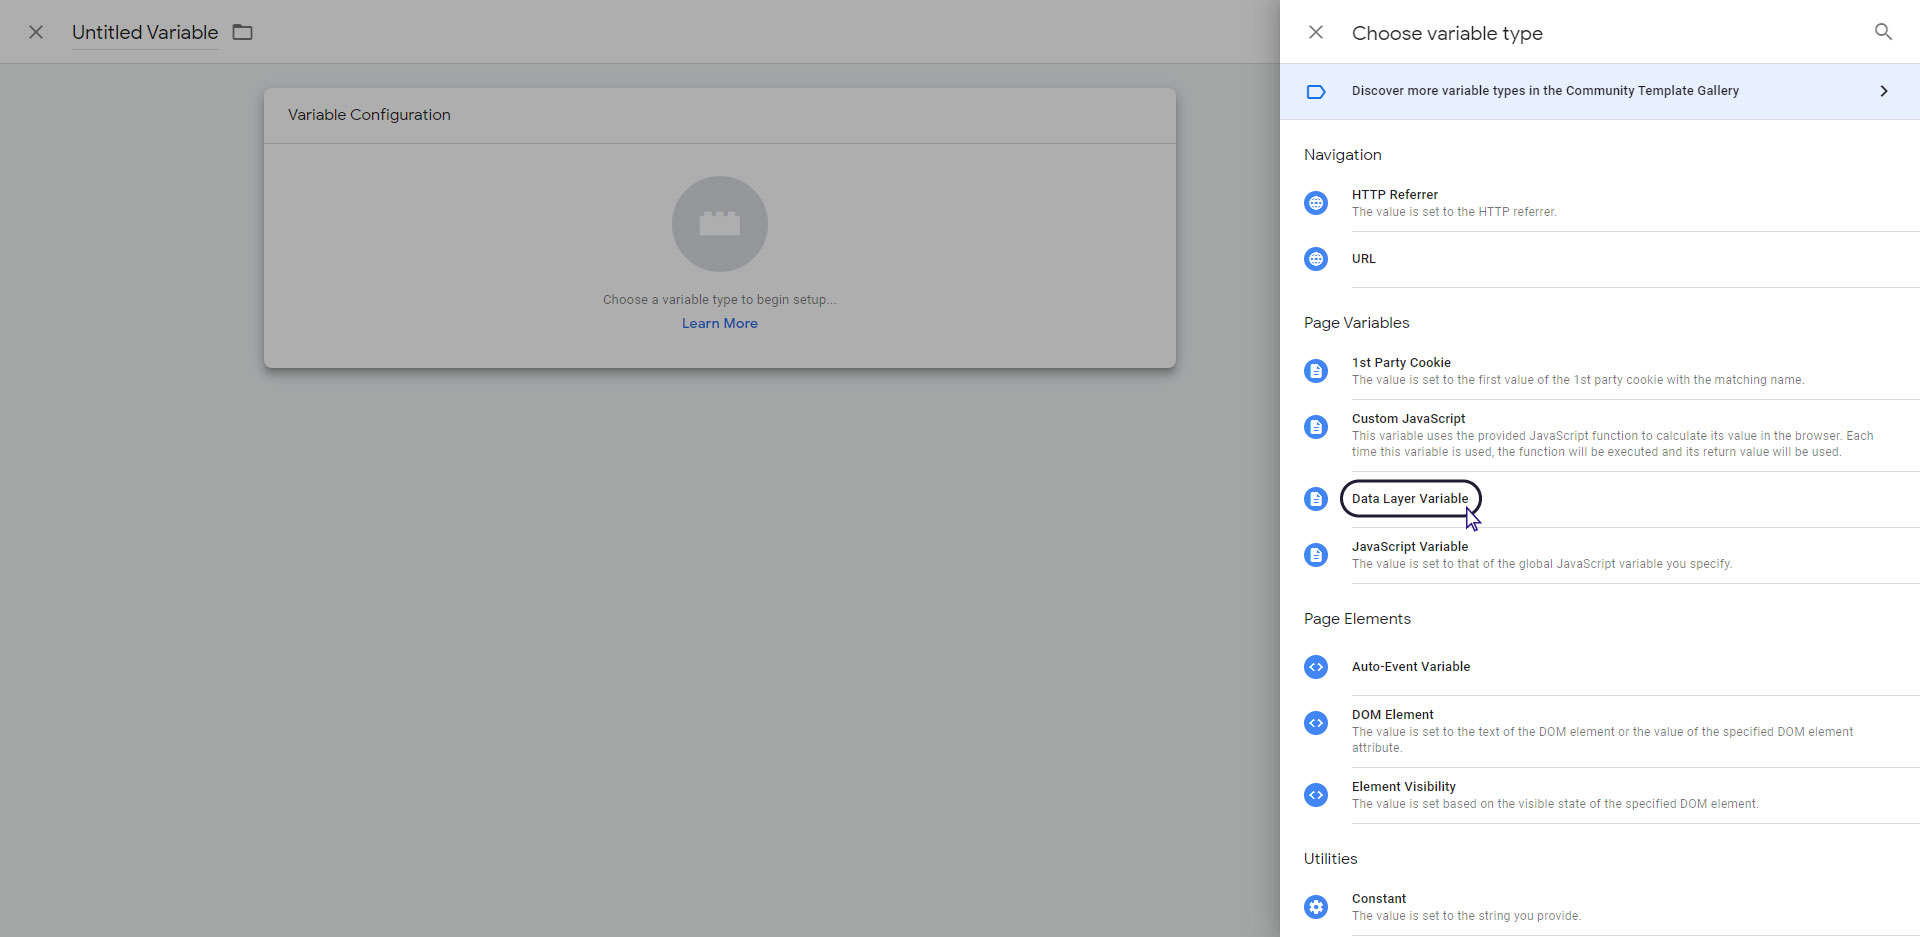 Untitled Variable
Variable Configuration
Choose a variable type to begin setup...
Learn More
Choose variable type
Discover more variable types in the Community Template Gallery
Navigation
HTTP Referrer
The value is set to the HTTP referrer.
URL
Page Variables
1st Party Cookie
The value is set to the first value of the 1st party cookie with the matching name.
Custom JavaScript
This variable uses the provided JavaScript function to calculate its value in the browser. Each
time this variable is used, the function will be executed and its return value will be used.
Data Layer Variable
JavaScript Variable
The value is set to that of the global JavaScript variable you specify.
Page Elements
Auto-Event Variable
DOM Element
The value is set to the text of the DOM element or the value of the specified DOM element
attribute.
Element Visibility
The value is set based on the visible state of the specified DOM element.
Utilities
Constant
The value is set to the string you provide.